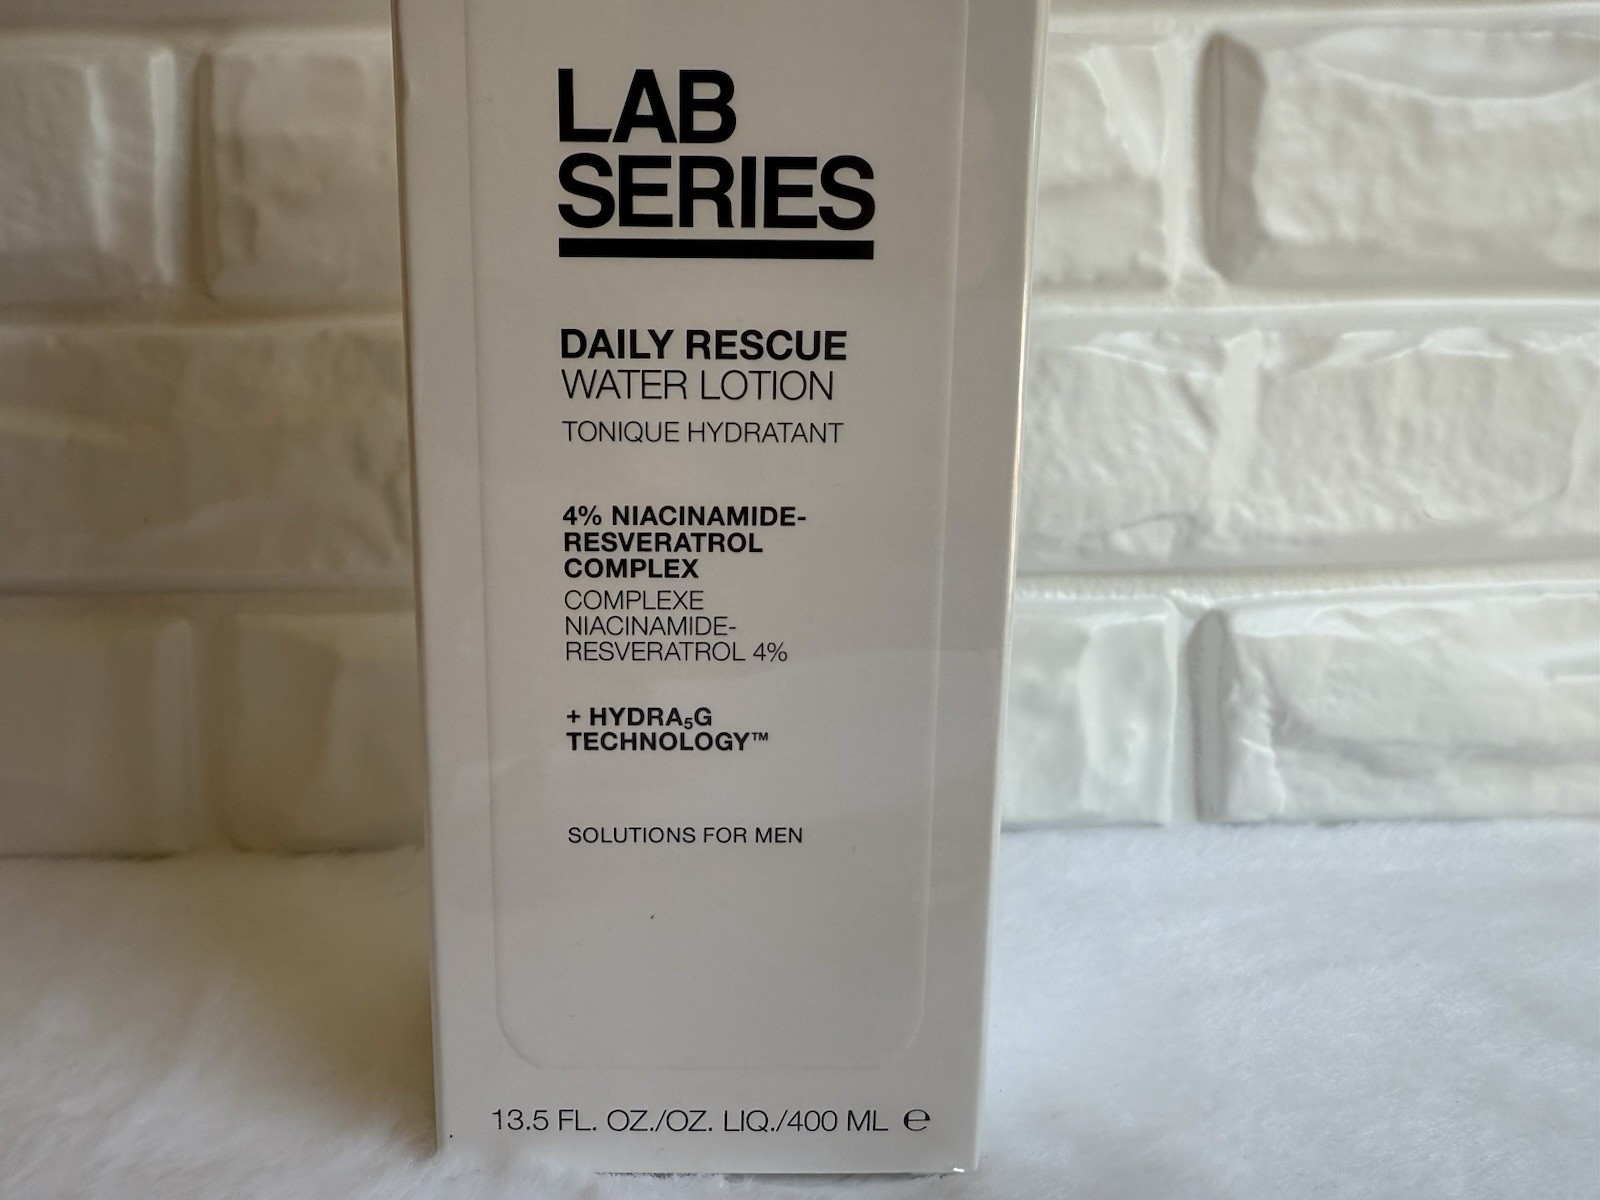 LAB
SERIES
DAILY RESCUE
WATER LOTION
TONIQUE HYDRATANT
4% NIACINAMIDE-
RESVERATROL
COMPLEX
COMPLEXE
NIACINAMIDE-
RESVERATROL 4%
+ HYDRA₅G
TECHNOLOGY™
SOLUTIONS FOR MEN
13.5 FL. OZ./OZ. LIQ./400 ML ℮